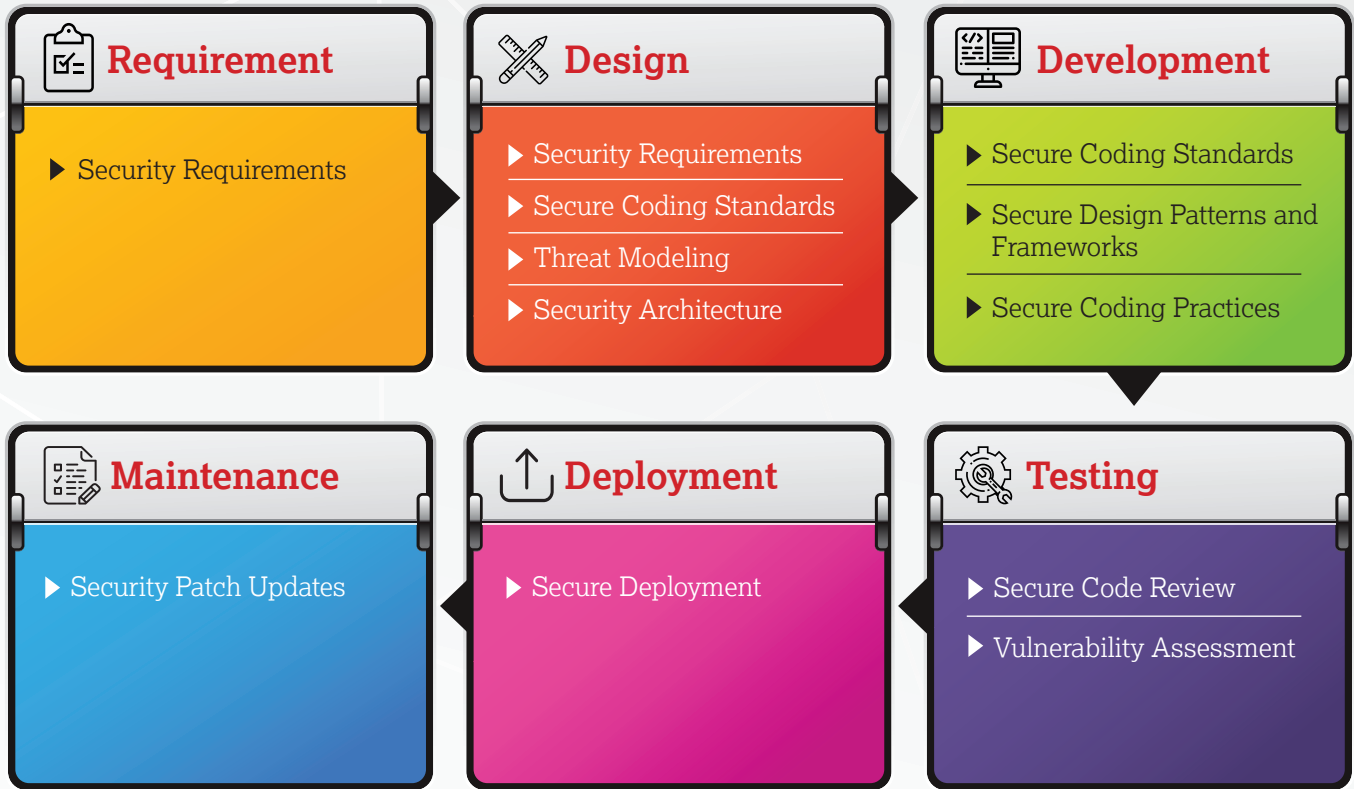 Requirement
Security Requirements
Design
Security Requirements
Secure Coding Standards
Threat Modeling
Security Architecture
Development
Secure Coding Standards
Secure Design Patterns and
Frameworks
Secure Coding Practices
Maintenance
Security Patch Updates
Deployment
Secure Deployment
Testing
Secure Code Review
Vulnerability Assessment